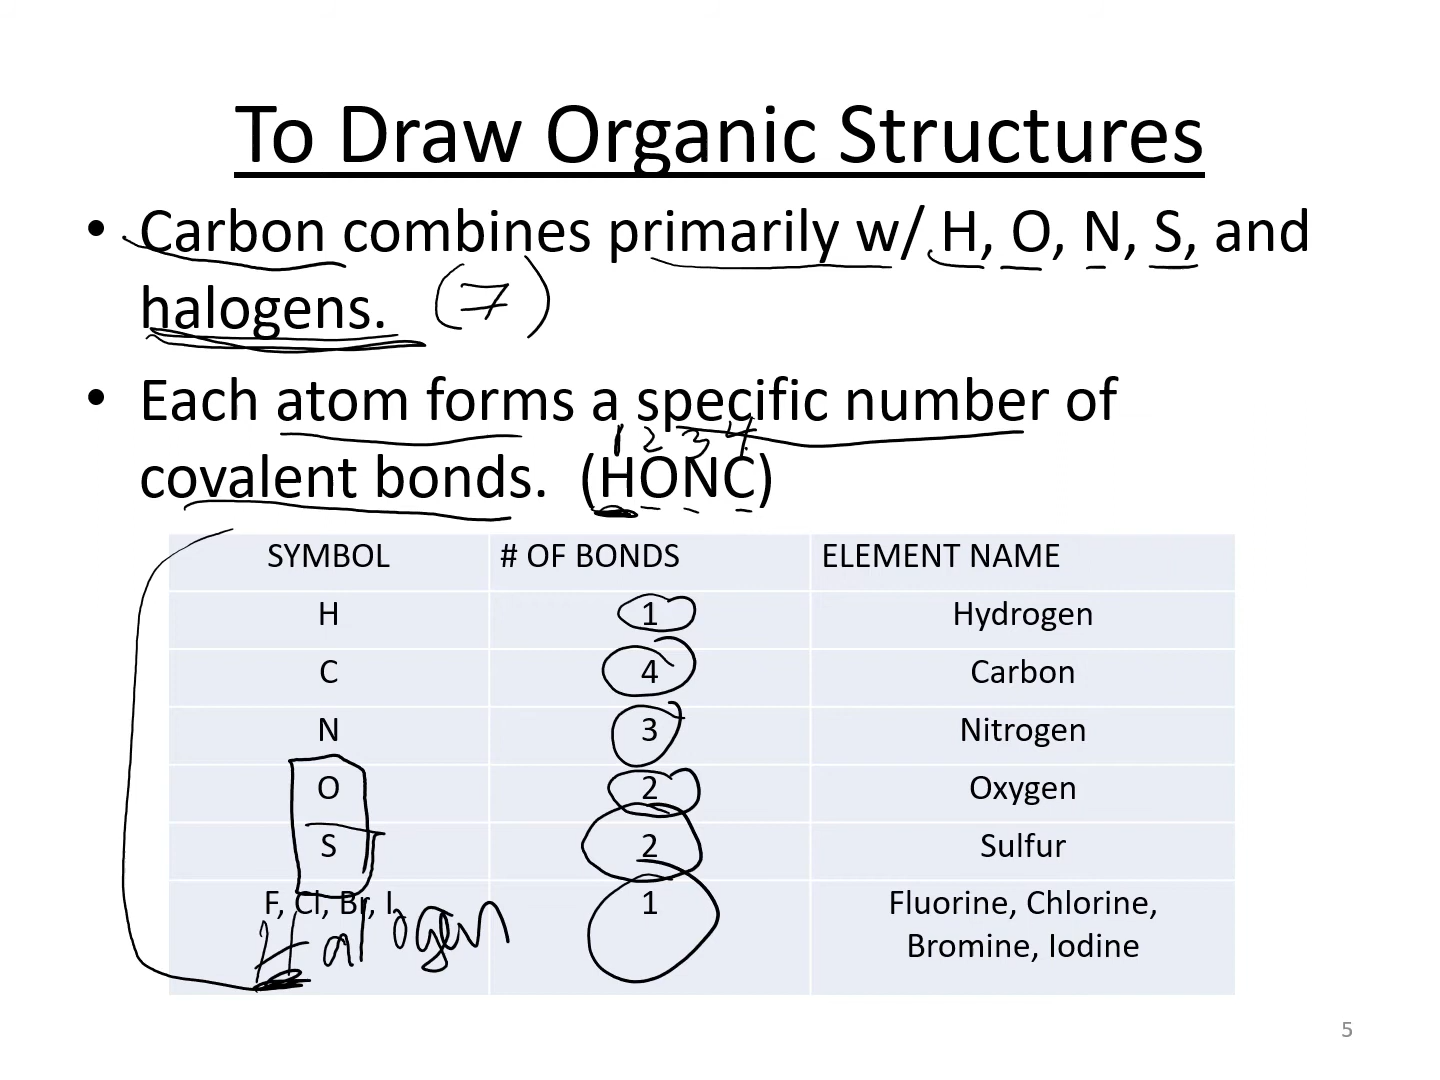 To Draw Organic Structures
• Carbon combines primarily w/ H, O, N, S, and
halogens. (7)
• Each atom forms a specific number of
1 2 3 4
covalent bonds. (HONC)
SYMBOL # OF BONDS ELEMENT NAME
H 1 Hydrogen
C 4 Carbon
N 3 Nitrogen
O 2 Oxygen
S 2 Sulfur
F, Cl, Br, I, 1 Fluorine, Chlorine,
Bromine, Iodine
Halogen
5